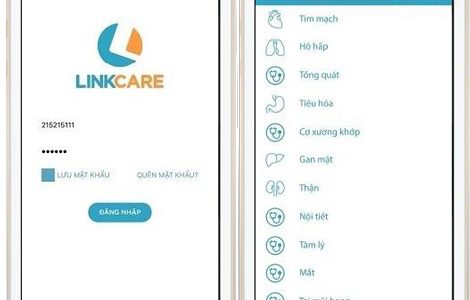 LINKCARE
215215111
LƯU MẬT KHẨU
QUÊN MẬT KHẨU?
ĐĂNG NHẬP
Tim mạch
Hô hấp
Tổng quát
Tiêu hóa
Cơ xương khớp
Gan mật
Thận
Nội tiết
Tâm lý
Mắt